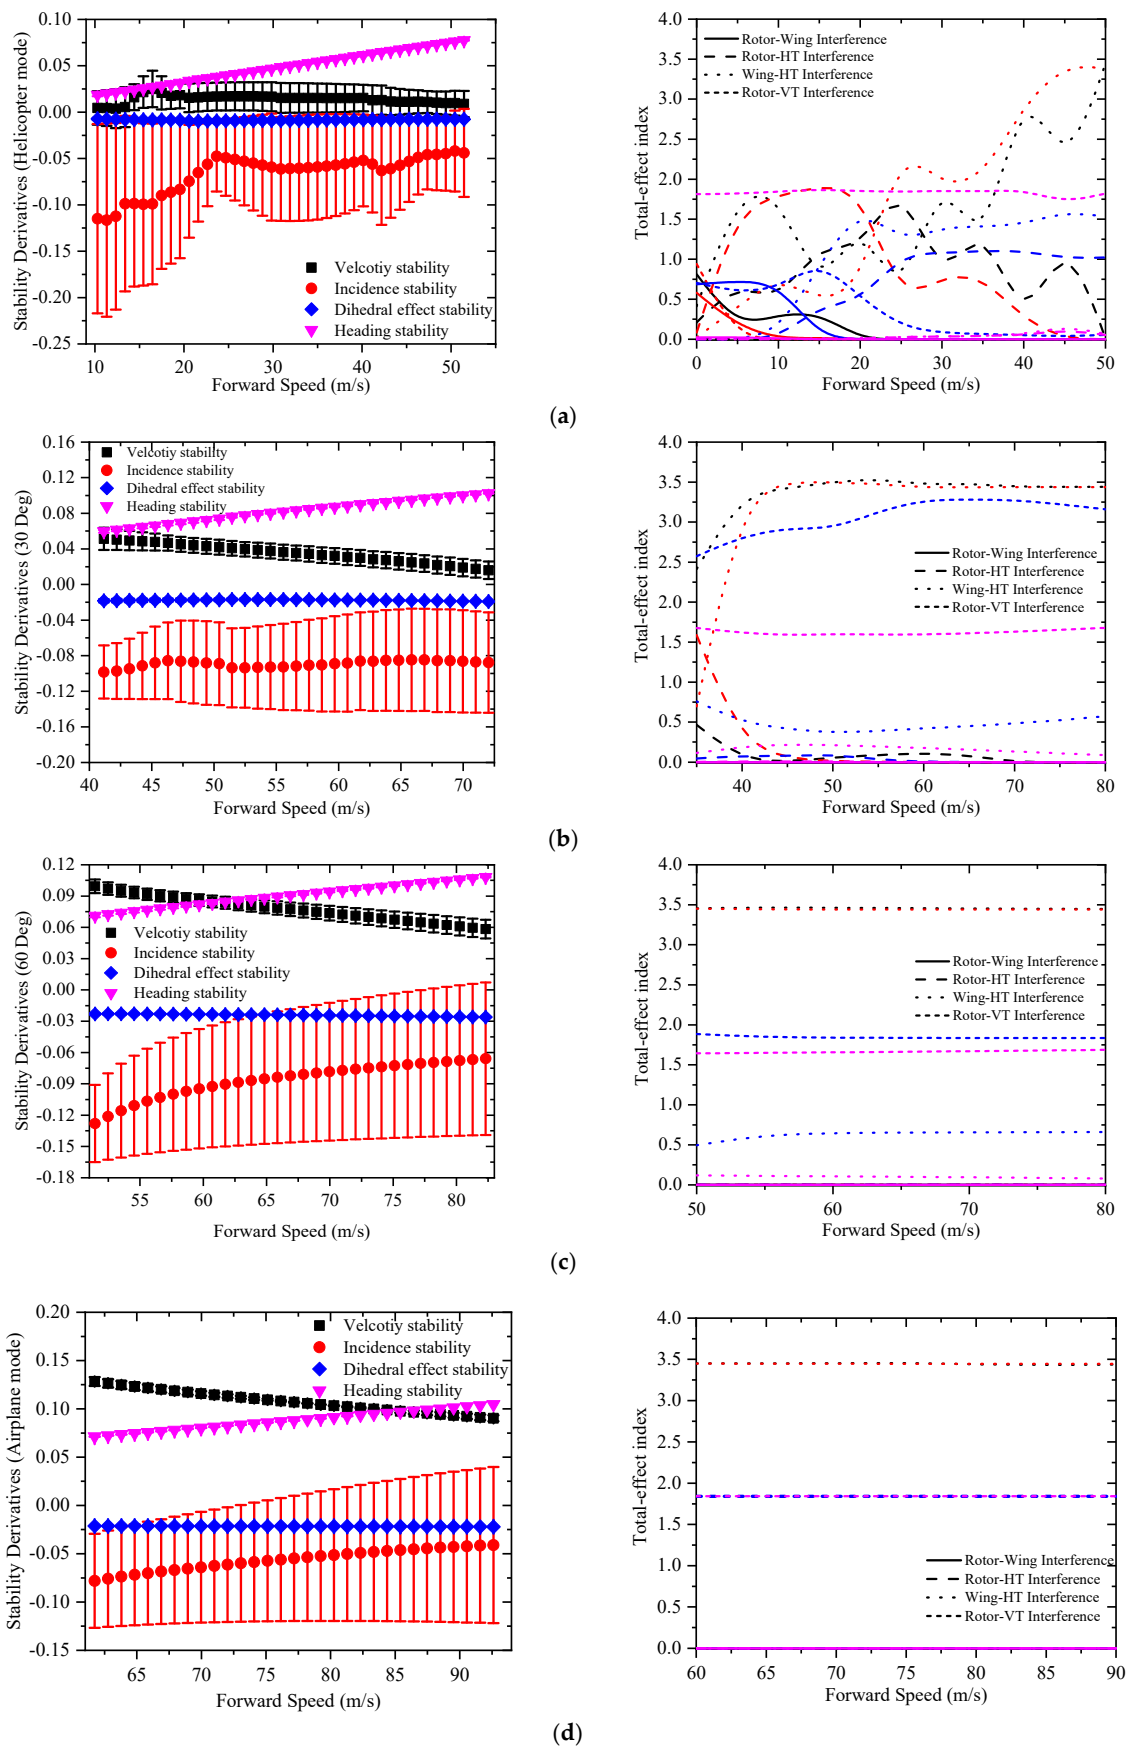 0.10
0.05
0.00
-0.05
-0.10
-0.15
-0.20
-0.25
Stability Derivatives (Helicopter mode)
Velcotiy stability
Incidence stability
Dihedral effect stability
Heading stability
10 20 30 40 50
Forward Speed (m/s)
4.0
3.5
3.0
2.5
2.0
1.5
1.0
0.5
0.0
Total-effect index
Rotor-Wing Interference
Rotor-HT Interference
Wing-HT Interference
Rotor-VT Interference
0 10 20 30 40 50
Forward Speed (m/s)
(a)
0.16
0.12
0.08
0.04
0.00
-0.04
-0.08
-0.12
-0.16
-0.20
Stability Derivatives (30 Deg)
Velcotiy stability
Incidence stability
Dihedral effect stability
Heading stability
40 45 50 55 60 65 70
Forward Speed (m/s)
4.0
3.5
3.0
2.5
2.0
1.5
1.0
0.5
0.0
Total-effect index
Rotor-Wing Interference
Rotor-HT Interference
Wing-HT Interference
Rotor-VT Interference
40 50 60 70 80
Forward Speed (m/s)
(b)
0.12
0.09
0.06
0.03
0.00
-0.03
-0.06
-0.09
-0.12
-0.15
-0.18
Stability Derivatives (60 Deg)
Velcotiy stability
Incidence stability
Dihedral effect stability
Heading stability
55 60 65 70 75 80
Forward Speed (m/s)
4.0
3.5
3.0
2.5
2.0
1.5
1.0
0.5
0.0
Total-effect index
Rotor-Wing Interference
Rotor-HT Interference
Wing-HT Interference
Rotor-VT Interference
50 60 70 80
Forward Speed (m/s)
(c)
0.20
0.15
0.10
0.05
0.00
-0.05
-0.10
-0.15
Stability Derivatives (Airplane mode)
Velcotiy stability
Incidence stability
Dihedral effect stability
Heading stability
65 70 75 80 85 90
Forward Speed (m/s)
4.0
3.5
3.0
2.5
2.0
1.5
1.0
0.5
0.0
Total-effect index
Rotor-Wing Interference
Rotor-HT Interference
Wing-HT Interference
Rotor-VT Interference
60 65 70 75 80 85 90
Forward Speed (m/s)
(d)